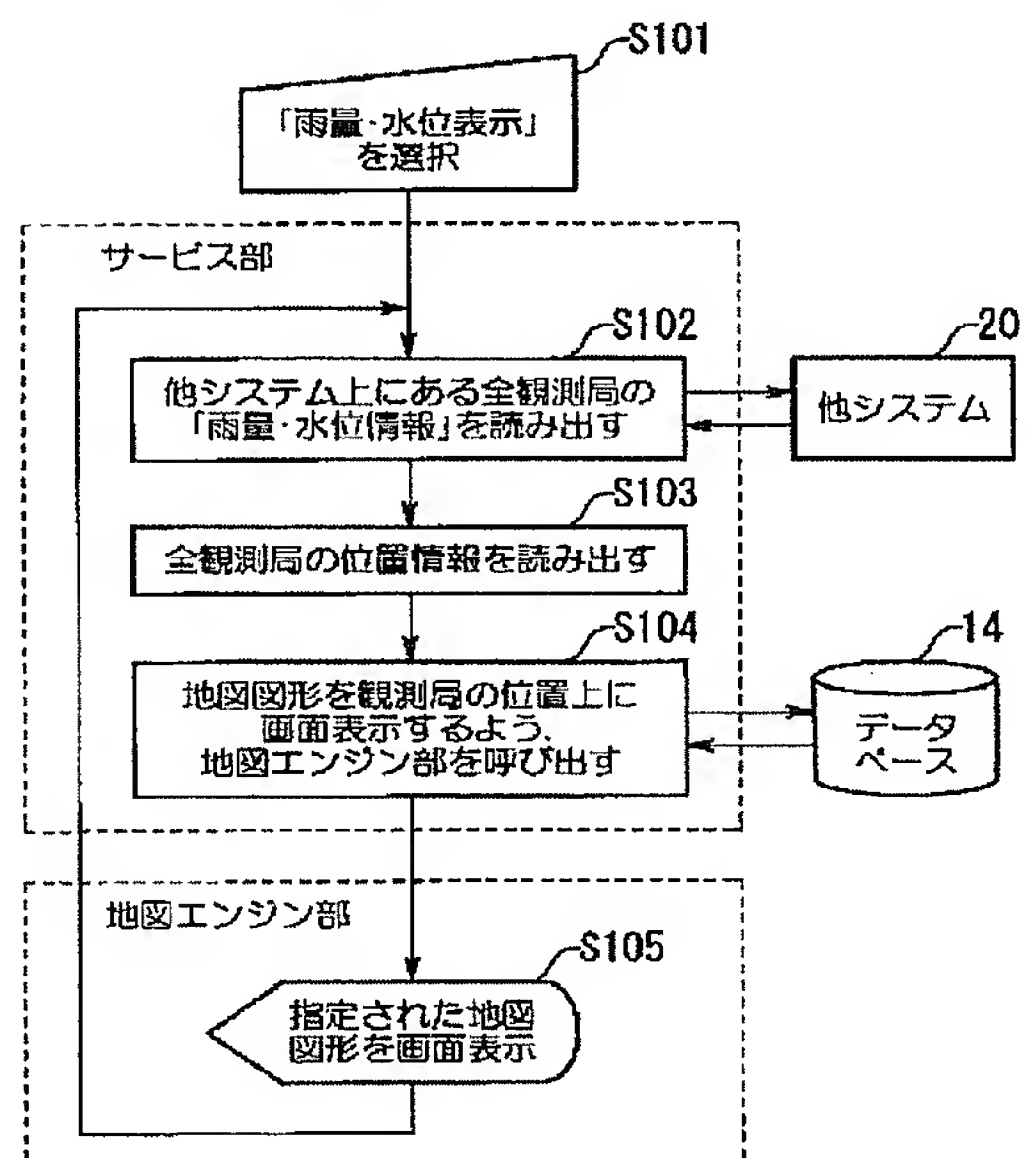 S101
「雨量・水位表示」
を選択
サービス部
S102
20
他システム上にある全観測局の
「雨量・水位情報」を読み出す
他システム
S103
全観測局の位置情報を読み出す
S104
14
地図図形を観測局の位置上に
画面表示するよう、
地図エンジン部を呼び出す
データ
ベース
地図エンジン部
S105
指定された地図
図形を画面表示